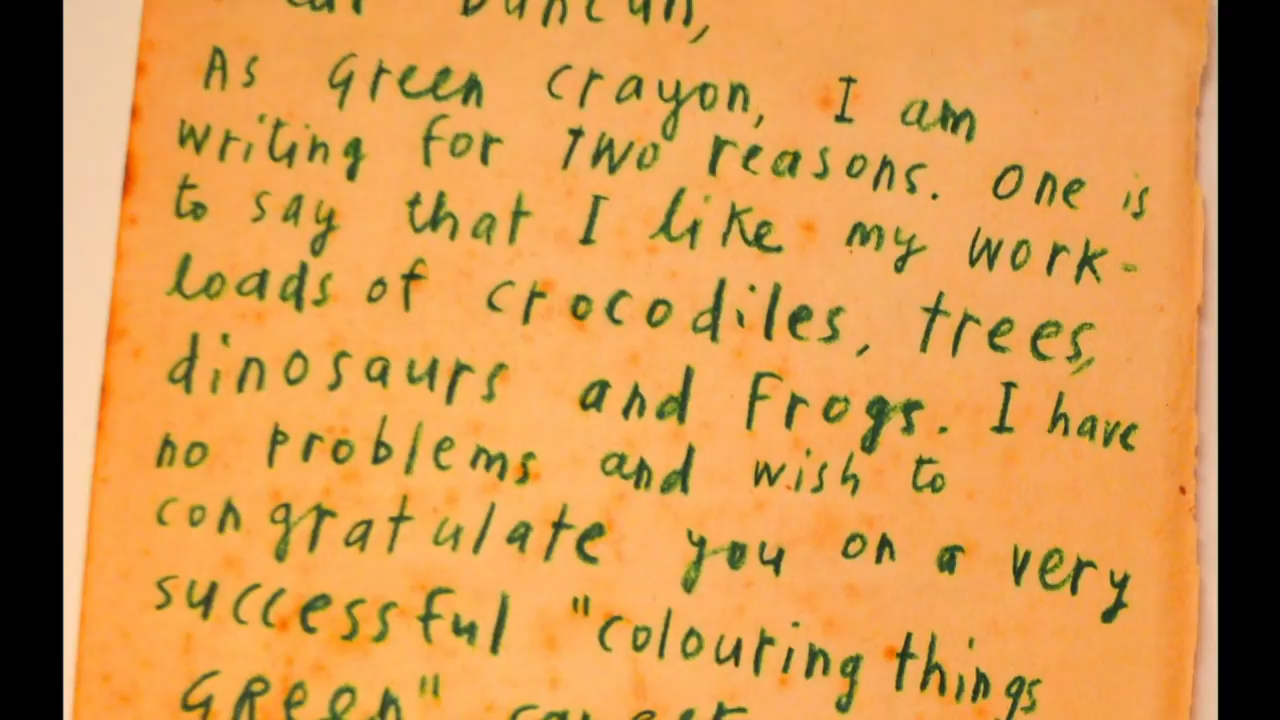 Dear Duncan,
As Green crayon, I am
writing for two reasons. one is
to say that I like my work-
loads of crocodiles, trees,
dinosaurs and Frogs. I have
no problems and wish to
congratulate you on a very
successful "colouring things
Green" career